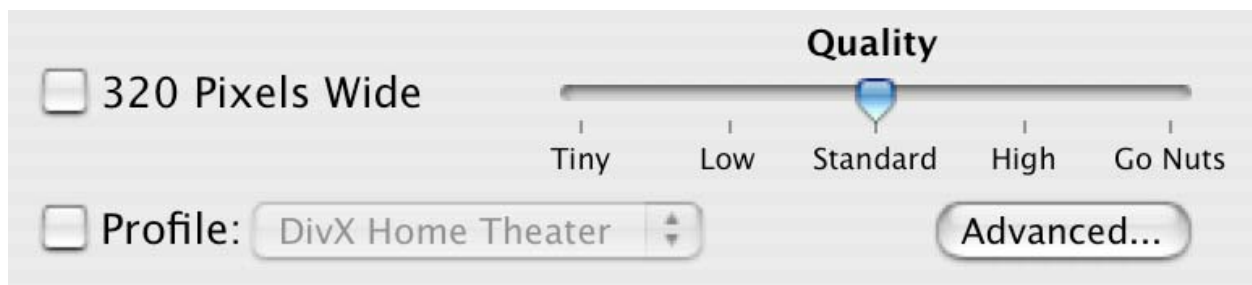 Quality
320 Pixels Wide
Tiny Low Standard High Go Nuts
Profile: DivX Home Theater Advanced...